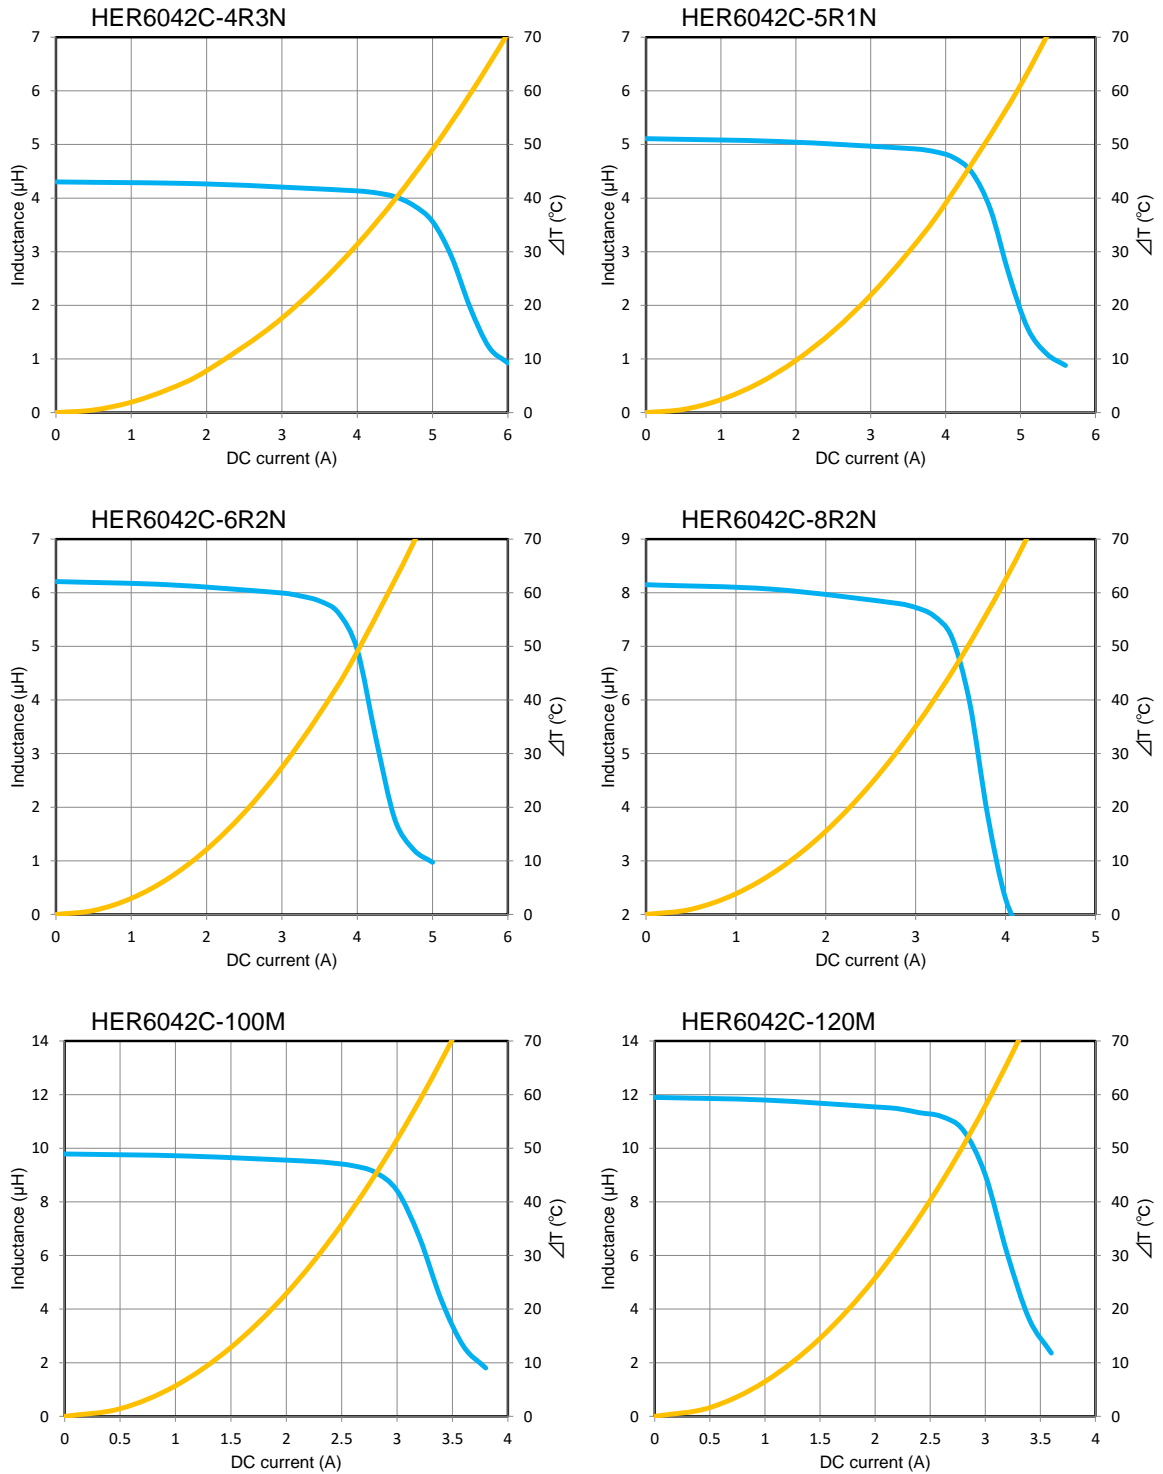 HER6042C-4R3N
7 6 5 4 3 2 1 0
Inductance (μH)
70 60 50 40 30 20 10 0
⊿T (℃)
0 1 2 3 4 5 6
DC current (A)
HER6042C-5R1N
7 6 5 4 3 2 1 0
Inductance (μH)
70 60 50 40 30 20 10 0
⊿T (℃)
0 1 2 3 4 5 6
DC current (A)
HER6042C-6R2N
7 6 5 4 3 2 1 0
Inductance (μH)
70 60 50 40 30 20 10 0
⊿T (℃)
0 1 2 3 4 5 6
DC current (A)
HER6042C-8R2N
9 8 7 6 5 4 3 2
Inductance (μH)
70 60 50 40 30 20 10 0
⊿T (℃)
0 1 2 3 4 5
DC current (A)
HER6042C-100M
14 12 10 8 6 4 2 0
Inductance (μH)
70 60 50 40 30 20 10 0
⊿T (℃)
0 0.5 1 1.5 2 2.5 3 3.5 4
DC current (A)
HER6042C-120M
14 12 10 8 6 4 2 0
Inductance (μH)
70 60 50 40 30 20 10 0
⊿T (℃)
0 0.5 1 1.5 2 2.5 3 3.5 4
DC current (A)